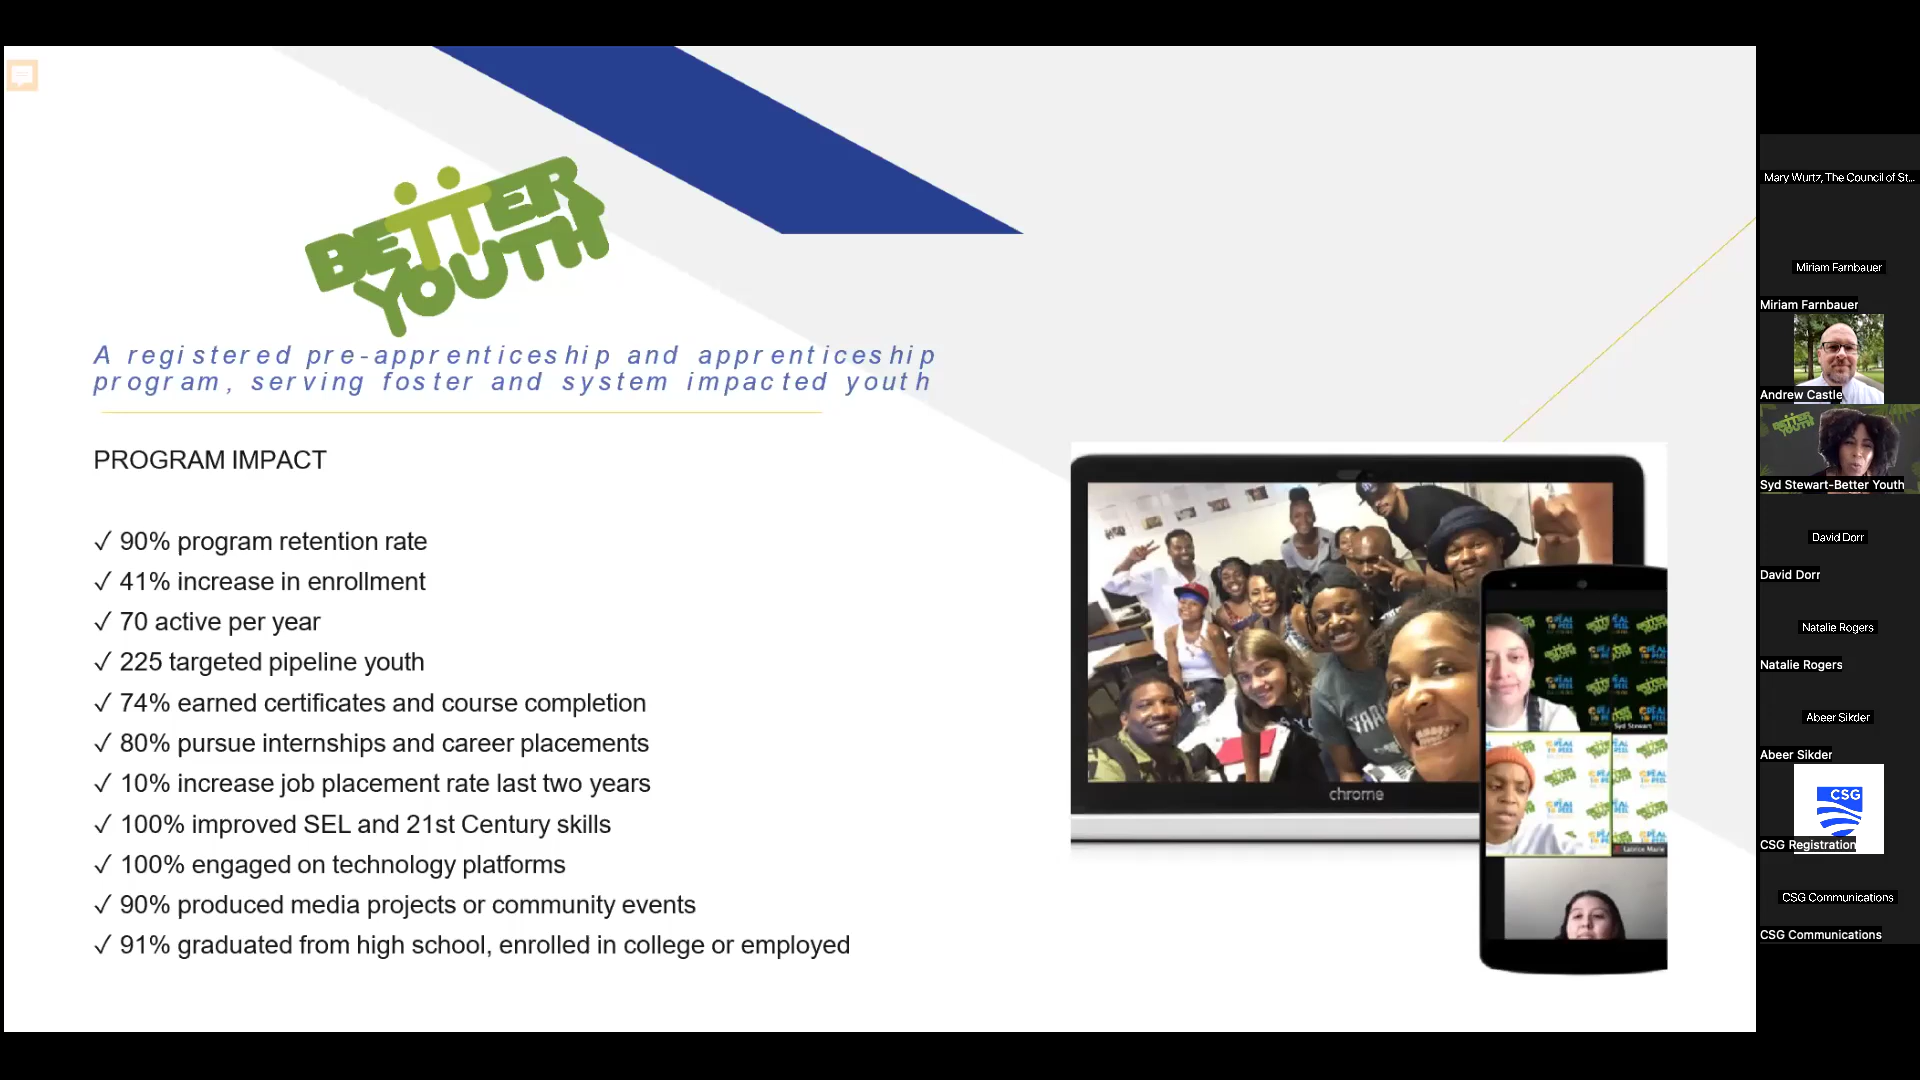 BETTER
YOUTH
A registered pre-apprenticeship and apprenticeship
program, serving foster and system impacted youth
PROGRAM IMPACT
✓ 90% program retention rate
✓ 41% increase in enrollment
✓ 70 active per year
✓ 225 targeted pipeline youth
✓ 74% earned certificates and course completion
✓ 80% pursue internships and career placements
✓ 10% increase job placement rate last two years
✓ 100% improved SEL and 21st Century skills
✓ 100% engaged on technology platforms
✓ 90% produced media projects or community events
✓ 91% graduated from high school, enrolled in college or employed
chrome
Syd Stewart
Mary Wurtz, The Council of St...
Miriam Farnbauer
Miriam Farnbauer
Andrew Castle
BETTER
YOUTH
Syd Stewart-Better Youth
David Dorr
David Dorr
Natalie Rogers
Natalie Rogers
Abeer Sikder
Abeer Sikder
CSG
CSG Registration
CSG Communications
CSG Communications